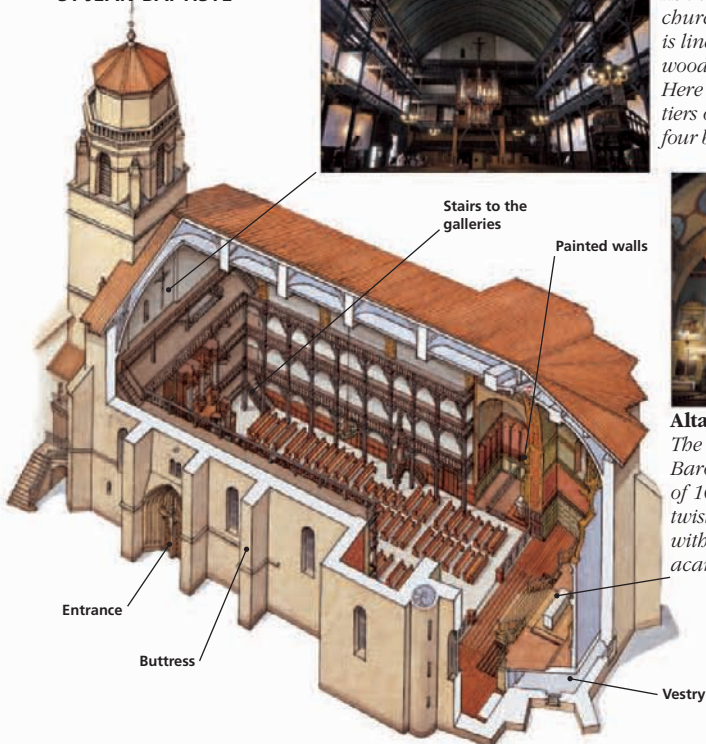 ST JEAN-BAPTISTE
church
is line
wood
Here
tiers o
four b
Stairs to the
galleries
Painted walls
Alta
The
Baro
of 16
twis
with
acan
Entrance
Buttress
Vestry